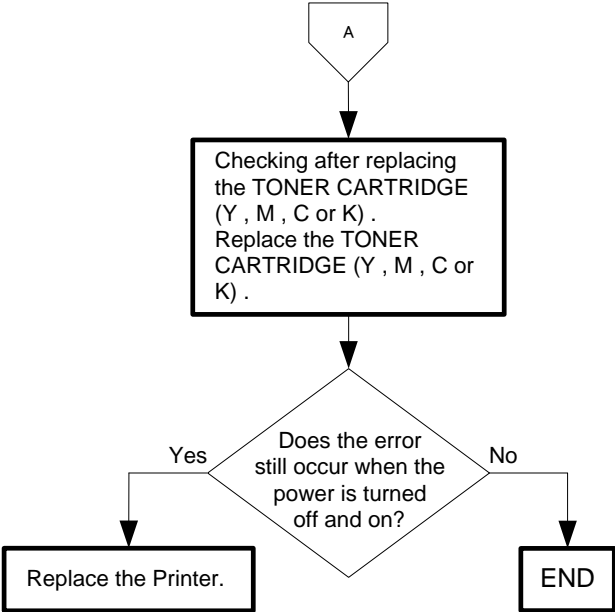 A
Checking after replacing
the TONER CARTRIDGE
(Y , M , C or K) .
Replace the TONER
CARTRIDGE (Y , M , C or
K) .
Does the error
still occur when the
power is turned
off and on?
Yes
No
Replace the Printer.
END